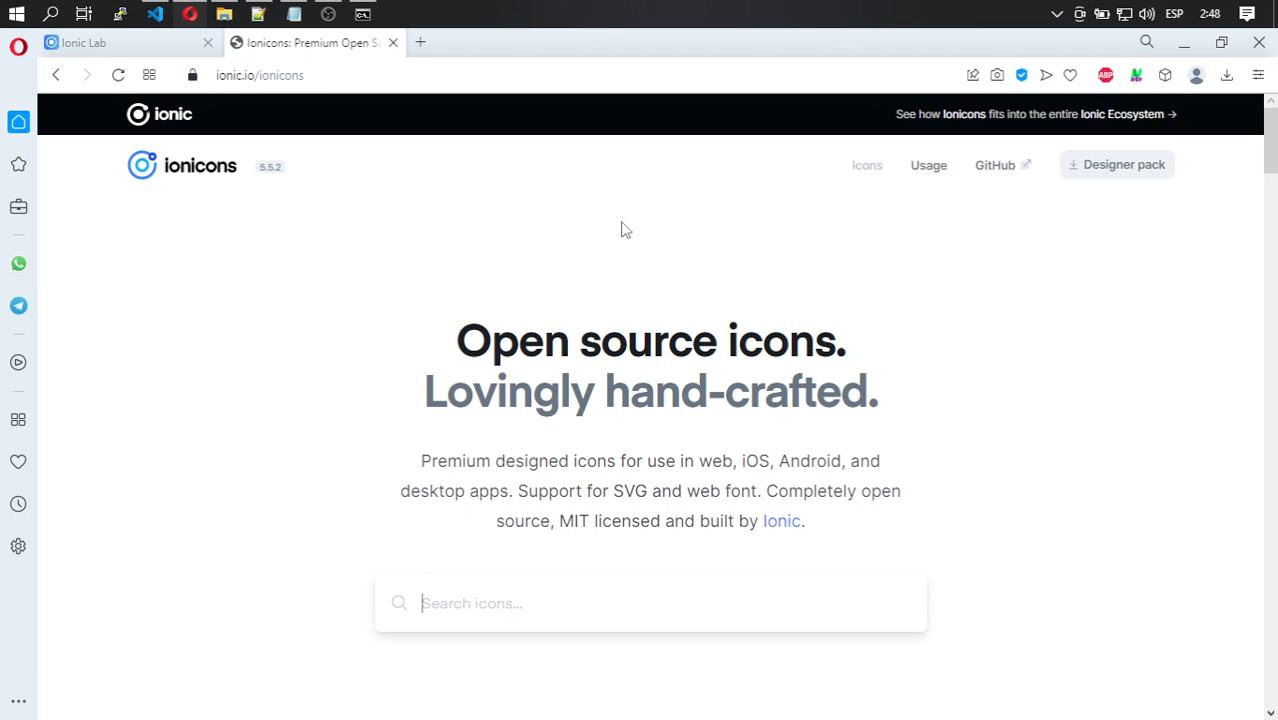 ESP 2:48
Ionic Lab
Ionicons: Premium Open So
ionic.io/ionicons
ABP
ionic
See how Ionicons fits into the entire Ionic Ecosystem →
ionicons 5.5.2
Icons Usage GitHub Designer pack
Open source icons.
Lovingly hand-crafted.
Premium designed icons for use in web, iOS, Android, and
desktop apps. Support for SVG and web font. Completely open
source, MIT licensed and built by Ionic.
Search icons...